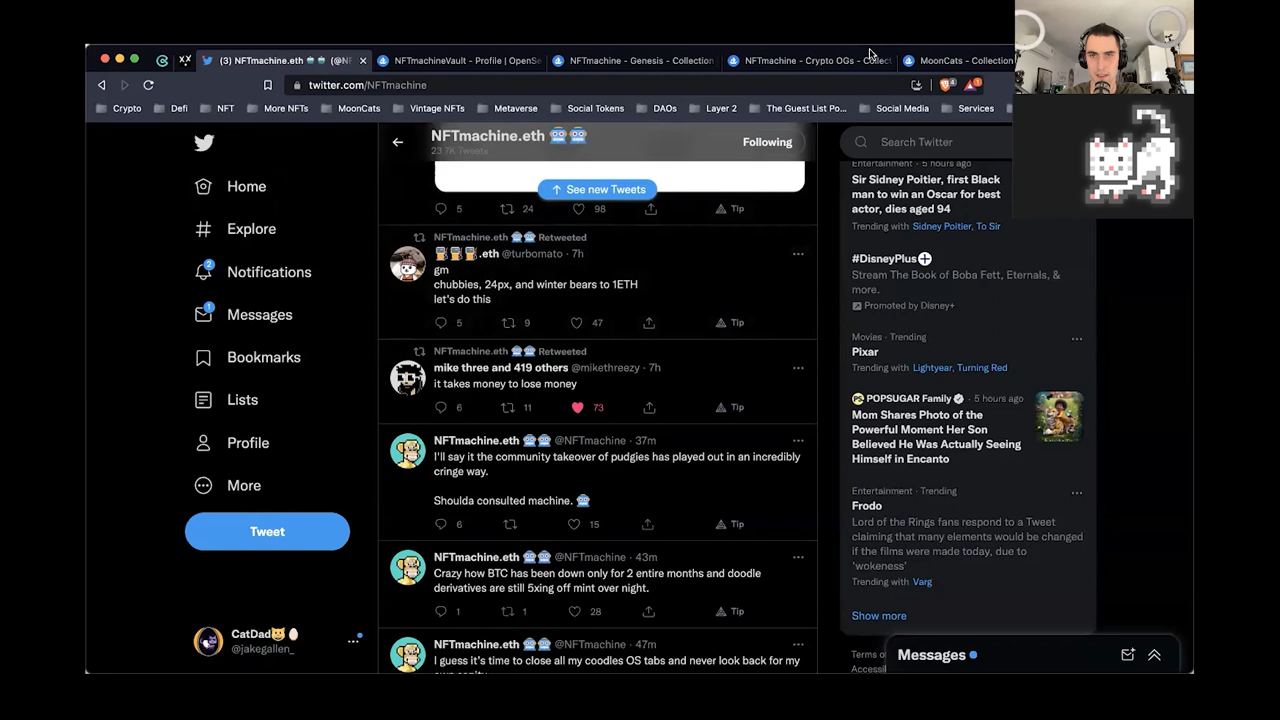 (3) NFTmachine.eth (@NF
NFTmachineVault - Profile | OpenSe
NFTmachine - Genesis - Collection
NFTmachine - Crypto OGs - Collect
MoonCats - Collection
twitter.com/NFTmachine
4
1
Crypto
Defi
NFT
More NFTs
MoonCats
Vintage NFTs
Metaverse
Social Tokens
DAOs
Layer 2
The Guest List Po...
Social Media
Services
Home
Explore
2
Notifications
1
Messages
Bookmarks
Lists
Profile
More
Tweet
CatDad
@jakegallen_
NFTmachine.eth
23.7K Tweets
Following
See new Tweets
5 24 98 Tip
NFTmachine.eth Retweeted
.eth @turbomato · 7h
gm
chubbies, 24px, and winter bears to 1ETH
let's do this
5 9 47 Tip
NFTmachine.eth Retweeted
mike three and 419 others @mikethreezy · 7h
it takes money to lose money
6 11 73 Tip
NFTmachine.eth @NFTmachine · 37m
I'll say it the community takeover of pudgies has played out in an incredibly
cringe way.
Shoulda consulted machine.
6 15 Tip
NFTmachine.eth @NFTmachine · 43m
Crazy how BTC has been down only for 2 entire months and doodle
derivatives are still 5xing off mint over night.
1 1 28 Tip
NFTmachine.eth @NFTmachine · 47m
I guess it's time to close all my coodles OS tabs and never look back for my
own sanity
Search Twitter
Entertainment · 5 hours ago
Sir Sidney Poitier, first Black
man to win an Oscar for best
actor, dies aged 94
Trending with Sidney Poitier, To Sir
#DisneyPlus
Stream The Book of Boba Fett, Eternals, &
more.
Promoted by Disney+
Movies · Trending
Pixar
Trending with Lightyear, Turning Red
POPSUGAR Family · 5 hours ago
Mom Shares Photo of the
Powerful Moment Her Son
Believed He Was Actually Seeing
Himself in Encanto
Entertainment · Trending
Frodo
Lord of the Rings fans respond to a Tweet
claiming that many elements would be changed
if the films were made today, due to
'wokeness'
Trending with Varg
Show more
Terms o
Accessi
Messages